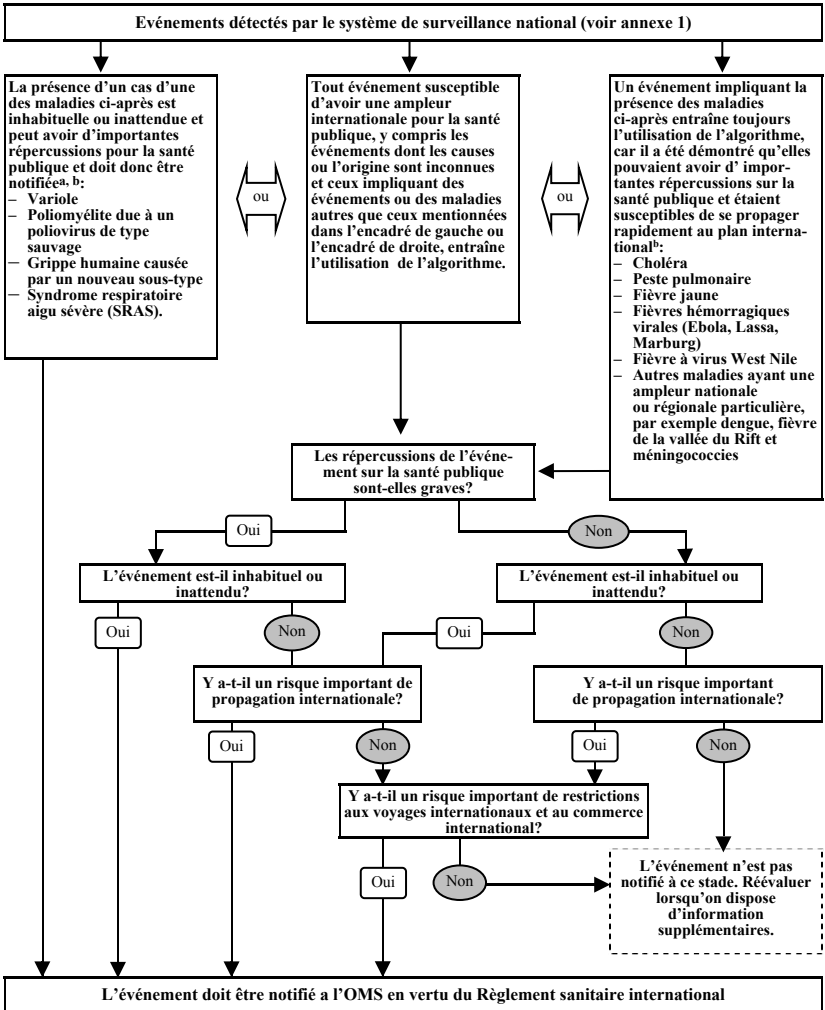 Evénements détectés par le système de surveillance national (voir annexe 1)
La présence d'un cas d'une
des maladies ci-après est
inhabituelle ou inattendue et
peut avoir d'importantes
répercussions pour la santé
publique et doit donc être
notifiéeᵃ, ᵇ:
– Variole
– Poliomyélite due à un
poliovirus de type
sauvage
– Grippe humaine causée
par un nouveau sous-type
– Syndrome respiratoire
aigu sévère (SRAS).
ou
Tout événement susceptible
d'avoir une ampleur
internationale pour la santé
publique, y compris les
événements dont les causes
ou l'origine sont inconnues
et ceux impliquant des
événements ou des maladies
autres que ceux mentionnées
dans l'encadré de gauche ou
l'encadré de droite, entraîne
l'utilisation de l'algorithme.
ou
Un événement impliquant la
présence des maladies
ci-après entraîne toujours
l'utilisation de l'algorithme,
car il a été démontré qu'elles
pouvaient avoir d' impor-
tantes répercussions sur la
santé publique et étaient
susceptibles de se propager
rapidement au plan interna-
tionalᵇ:
– Choléra
– Peste pulmonaire
– Fièvre jaune
– Fièvres hémorragiques
virales (Ebola, Lassa,
Marburg)
– Fièvre à virus West Nile
– Autres maladies ayant une
ampleur nationale
ou régionale particulière,
par exemple dengue, fièvre
de la vallée du Rift et
méningococcies
Les répercussions de l'événe-
ment sur la santé publique
sont-elles graves?
Oui
Non
L'événement est-il inhabituel ou
inattendu?
L'événement est-il inhabituel ou
inattendu?
Oui
Non
Oui
Non
Y a-t-il un risque important de
propagation internationale?
Y a-t-il un risque important
de propagation internationale?
Oui
Non
Oui
Non
Y a-t-il un risque important de restrictions
aux voyages internationaux et au commerce
international?
Oui
Non
L'événement n'est pas
notifié à ce stade. Réévaluer
lorsqu'on dispose
d'information
supplémentaires.
L'événement doit être notifié a l'OMS en vertu du Règlement sanitaire international